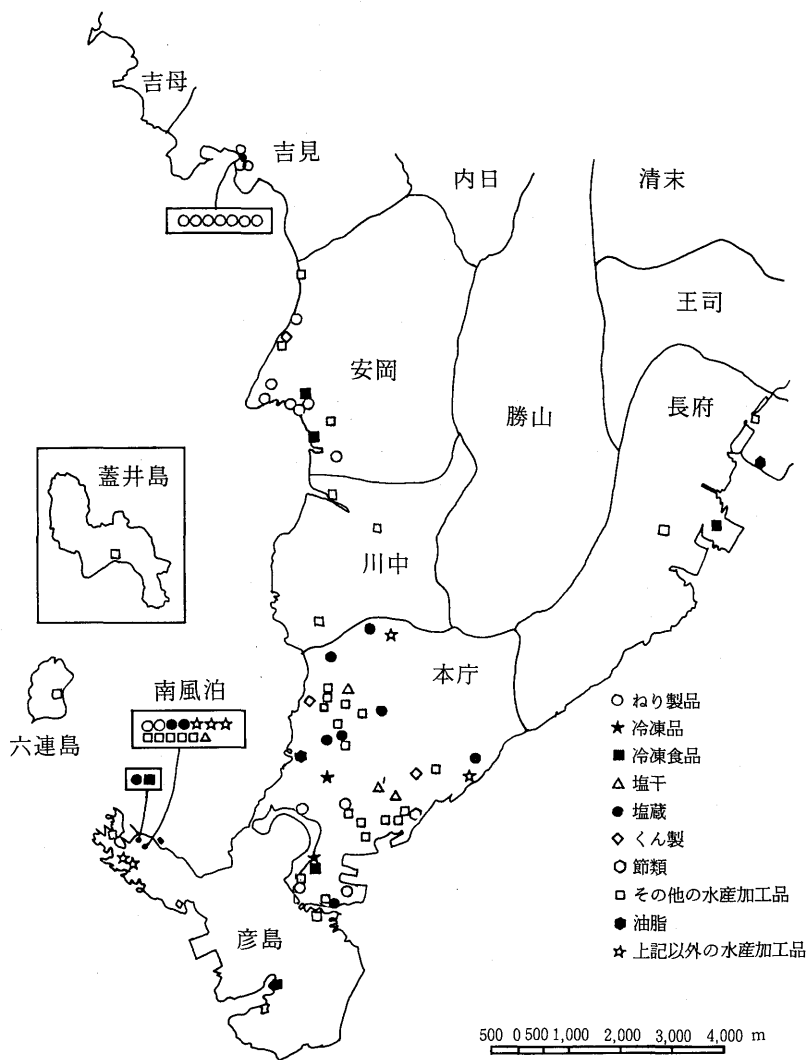 吉母
吉見
内日
清末
王司
安岡
長府
勝山
蓋井島
川中
本庁
南風泊
六連島
彦島
ねり製品
冷凍品
冷凍食品
塩干
塩蔵
くん製
節類
その他の水産加工品
油脂
上記以外の水産加工品
500 0 500 1,000 2,000 3,000 4,000 m